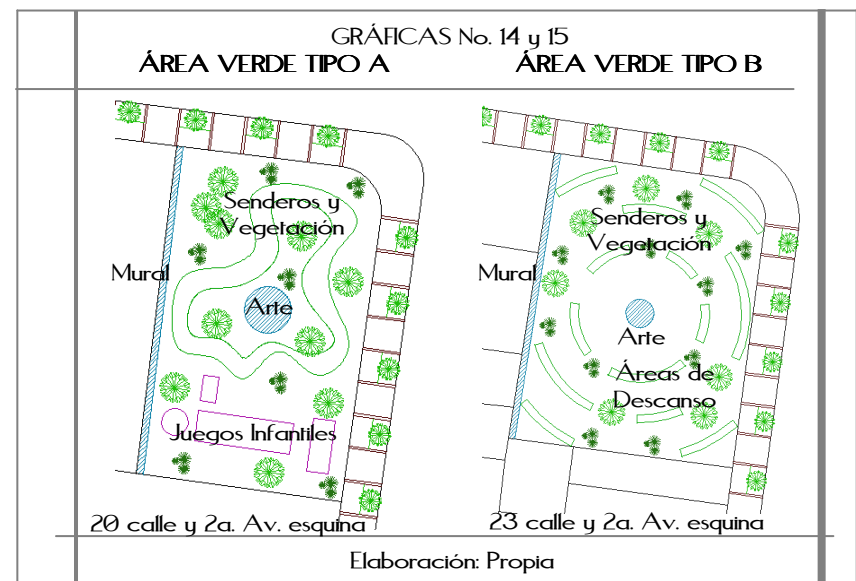 GRÁFICAS No. 14 y 15
ÁREA VERDE TIPO A
ÁREA VERDE TIPO B
Senderos y
Vegetación
Mural
Arte
Juegos Infantiles
20 calle y 2a. Av. esquina
Senderos y
Vegetación
Mural
Arte
Áreas de
Descanso
23 calle y 2a. Av. esquina
Elaboración: Propia